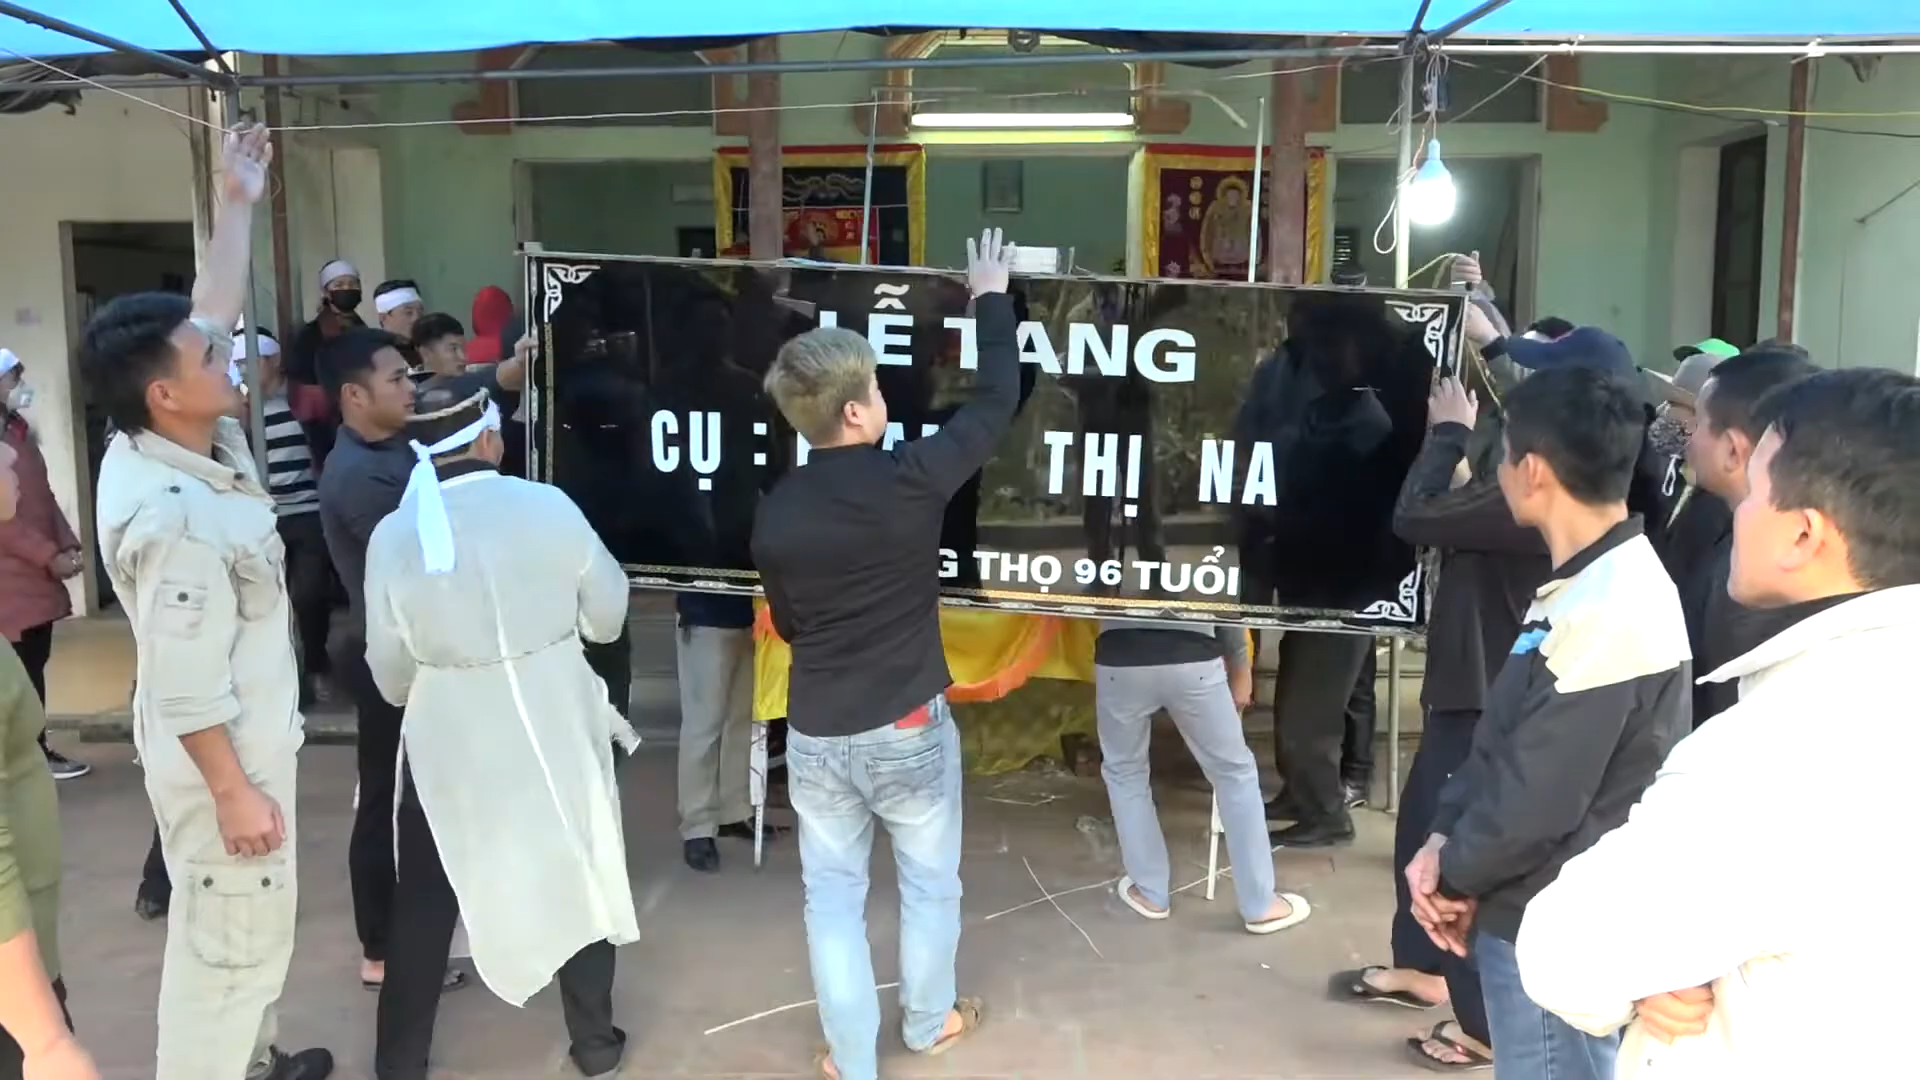 LỄ TANG
CỤ : THỊ NA
THỌ 96 TUỔI